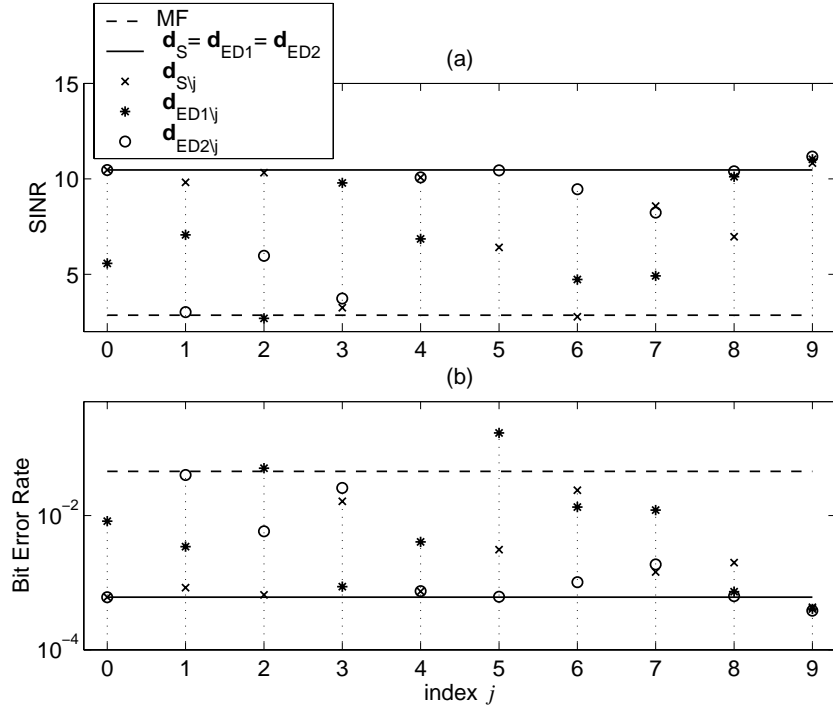 MF
d_S= d_ED1= d_ED2
d_S\j
d_ED1\j
d_ED2\j
(a)
15
10
5
SINR
0 1 2 3 4 5 6 7 8 9
(b)
10^−2
10^−4
Bit Error Rate
0 1 2 3 4 5 6 7 8 9
index j